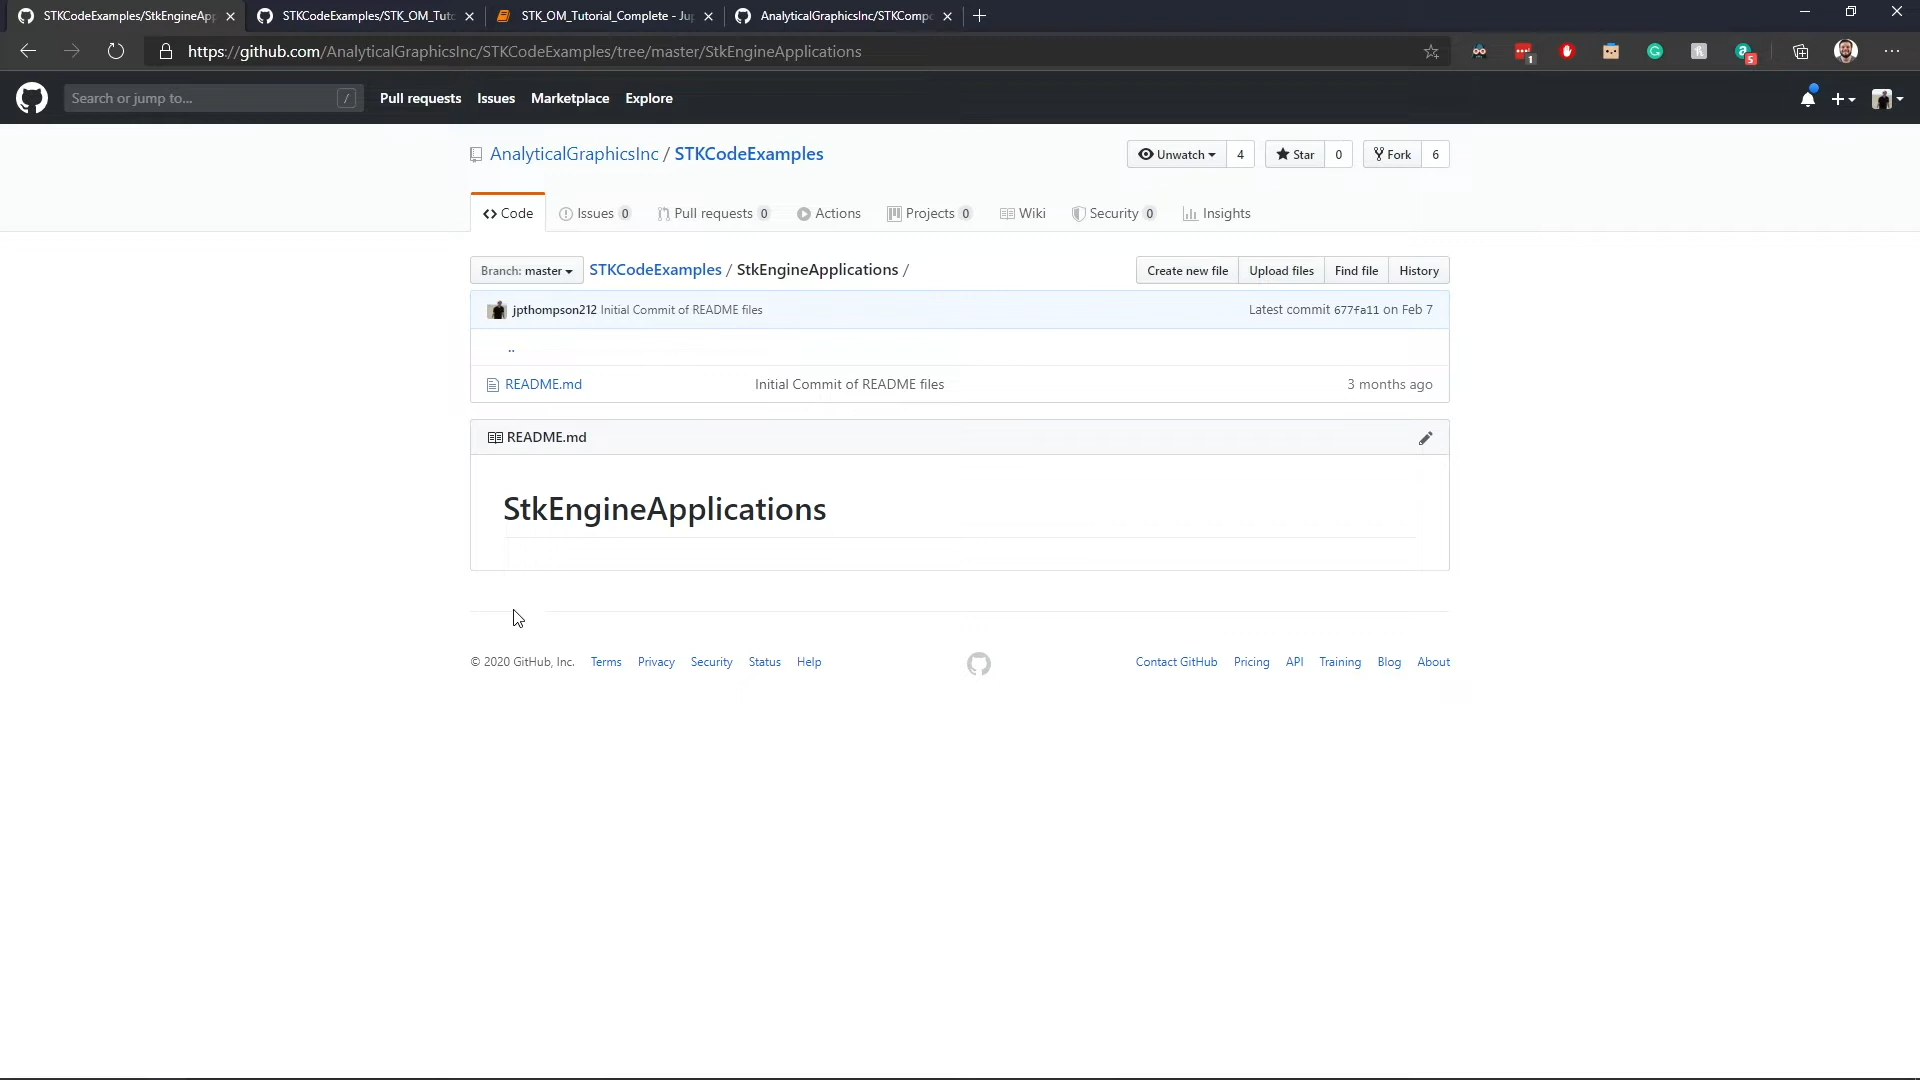 STKCodeExamples/StkEngineApp
STKCodeExamples/STK_OM_Tuto
STK_OM_Tutorial_Complete - Ju
AnalyticalGraphicsInc/STKCompo
https://github.com/AnalyticalGraphicsInc/STKCodeExamples/tree/master/StkEngineApplications
1
5
Search or jump to...
/
Pull requests
Issues
Marketplace
Explore
AnalyticalGraphicsInc / STKCodeExamples
Unwatch 4
Star 0
Fork 6
Code
Issues 0
Pull requests 0
Actions
Projects 0
Wiki
Security 0
Insights
Branch: master
STKCodeExamples / StkEngineApplications /
Create new file
Upload files
Find file
History
jpthompson212 Initial Commit of README files
Latest commit 677fa11 on Feb 7
..
README.md
Initial Commit of README files
3 months ago
README.md
StkEngineApplications
© 2020 GitHub, Inc.
Terms
Privacy
Security
Status
Help
Contact GitHub
Pricing
API
Training
Blog
About